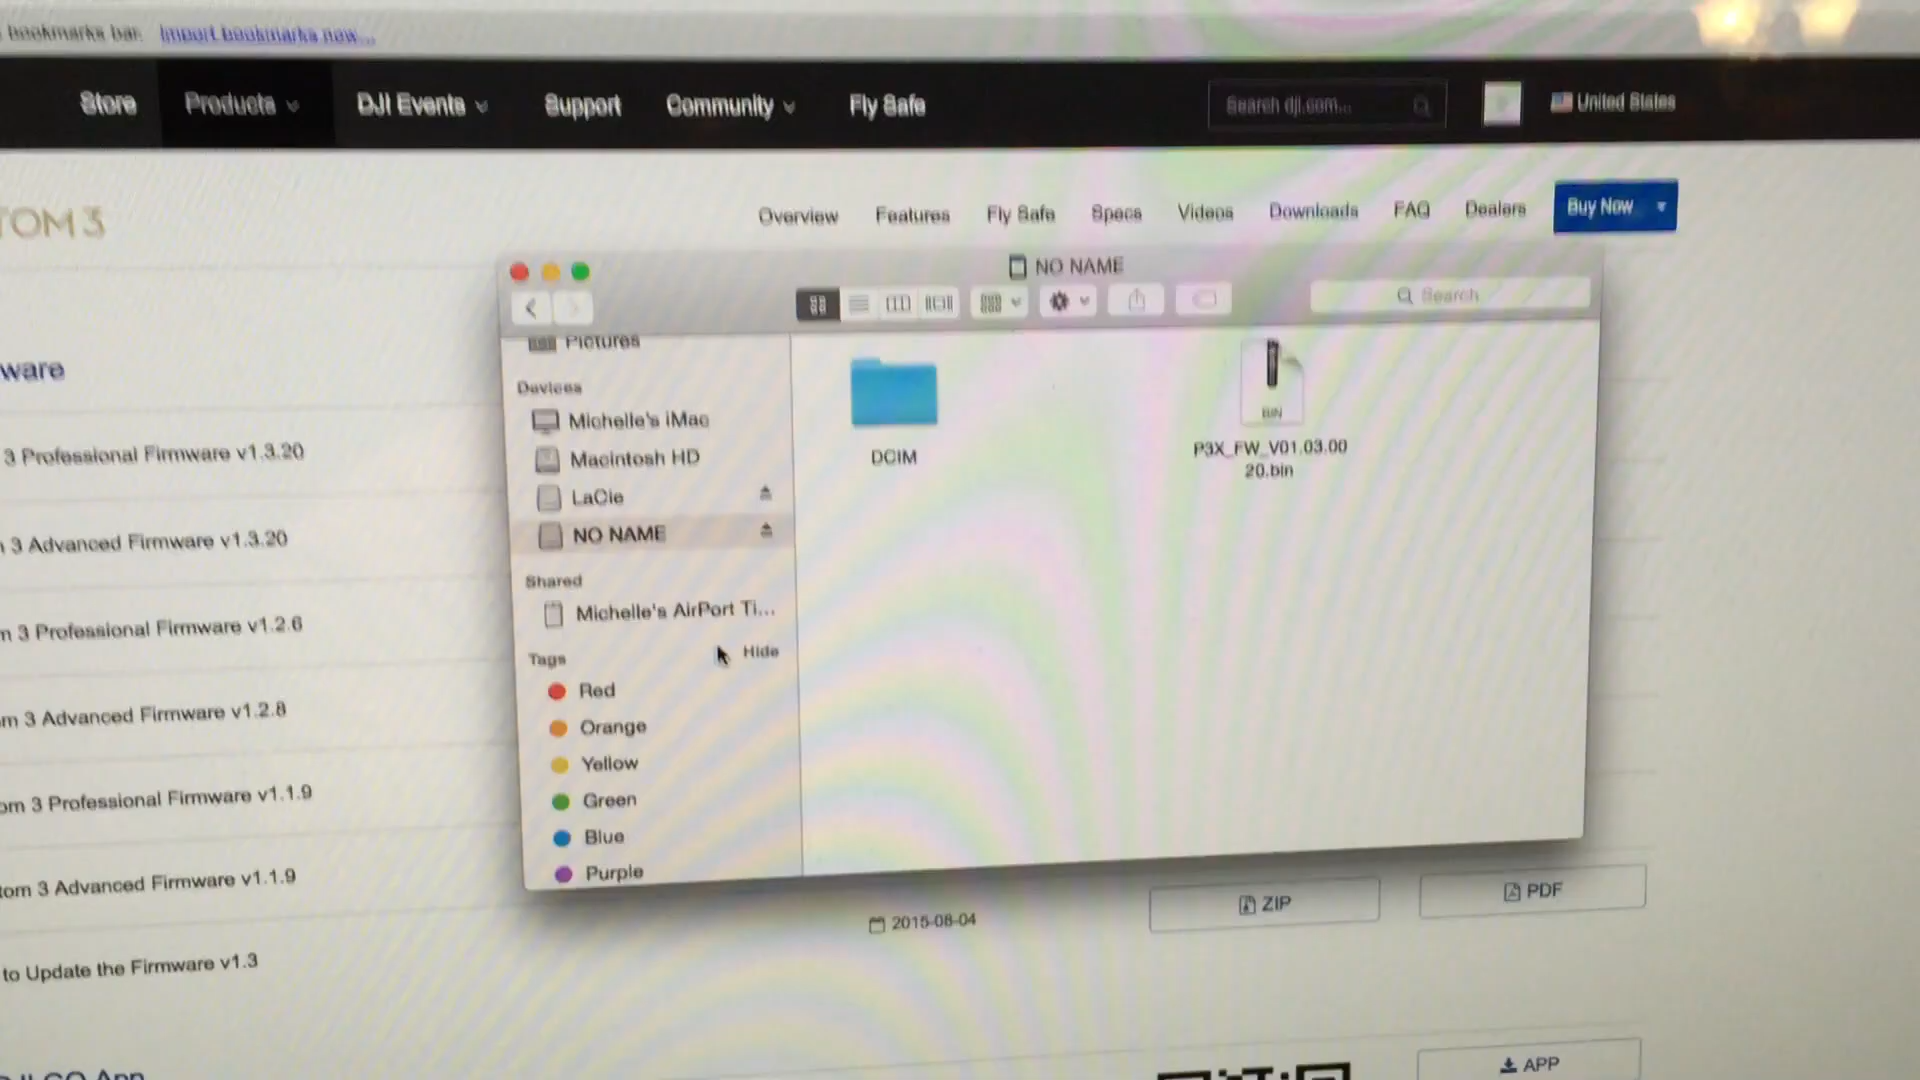 bookmarks bar. Import bookmarks now...
Store Products DJI Events Support Community Fly Safe Search dji.com... United States
TOM 3
Overview Features Fly Safe Specs Videos Downloads FAQ Dealers Buy Now
NO NAME
Search
Pictures
Devices
Michelle's iMac
Macintosh HD
LaCie
NO NAME
Shared
Michelle's AirPort Ti...
Tags Hide
Red
Orange
Yellow
Green
Blue
Purple
DCIM
BIN
P3X_FW_V01.03.00
20.bin
ware
3 Professional Firmware v1.3.20
3 Advanced Firmware v1.3.20
m 3 Professional Firmware v1.2.6
om 3 Advanced Firmware v1.2.8
om 3 Professional Firmware v1.1.9
tom 3 Advanced Firmware v1.1.9
to Update the Firmware v1.3
2015-08-04 ZIP PDF
App
APP